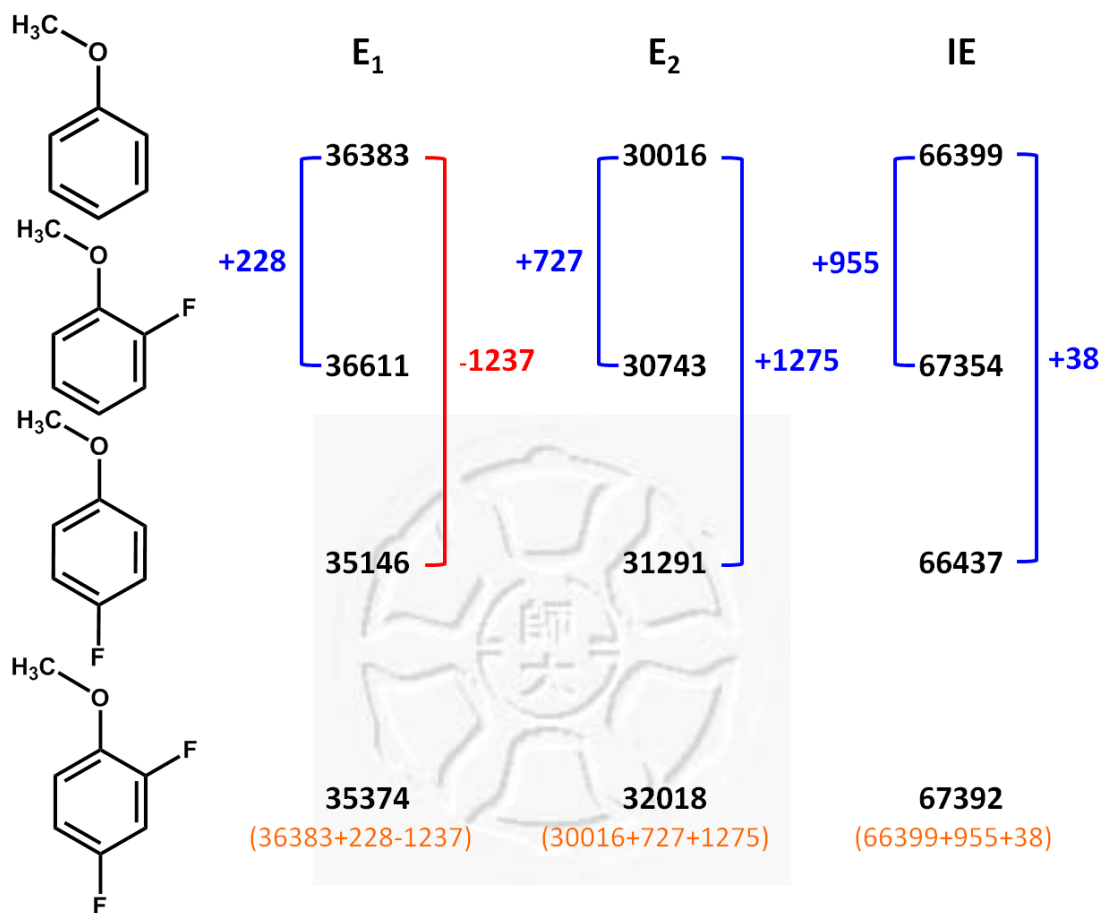 H₃C
O
E₁ E₂ IE
36383 30016 66399
H₃C
O
F
+228 +727 +955
36611 -1237 30743 +1275 67354 +38
H₃C
O
35146 31291 66437
師
大
F
H₃C
O
F
35374 32018 67392
(36383+228-1237) (30016+727+1275) (66399+955+38)
F